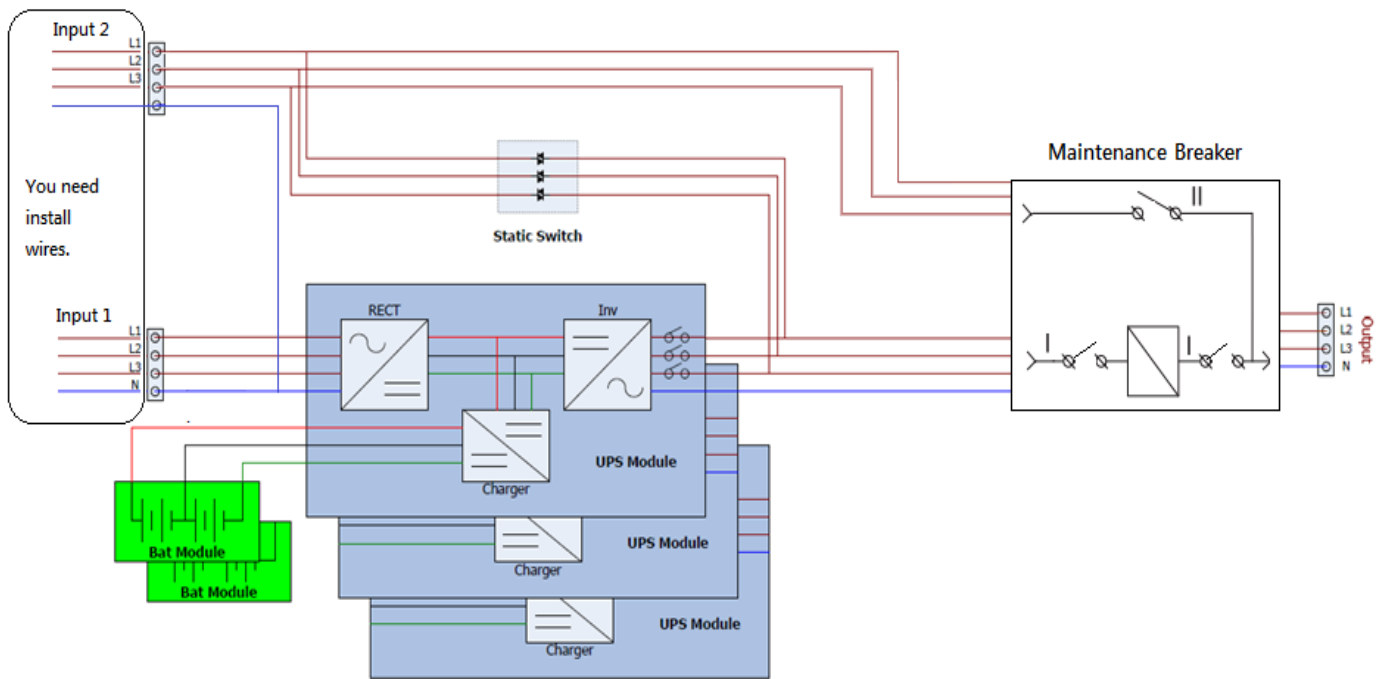 Input 2
L1
L2
L3
You need
install
wires.
Static Switch
Maintenance Breaker
II
I
I
L1
L2
L3
N
Output
Input 1
L1
L2
L3
N
RECT
Inv
Charger
UPS Module
Bat Module
Bat Module
Charger
UPS Module
Charger
UPS Module